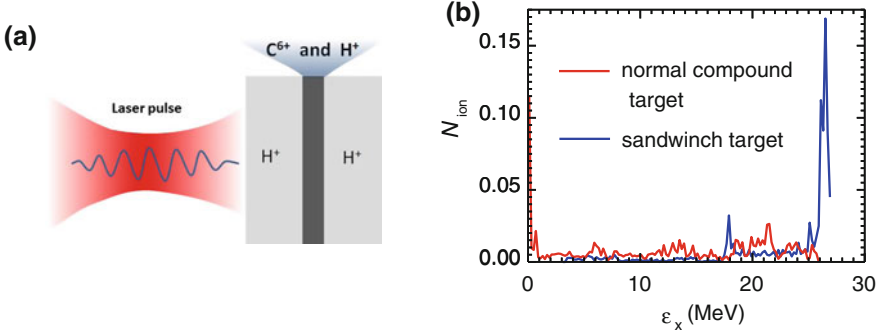 (a)
C6+ and H+
Laser pulse
H+
H+
(b)
0.15
0.10
0.05
0.00
Nion
normal compound
target
sandwinch target
0
10
20
30
εx (MeV)